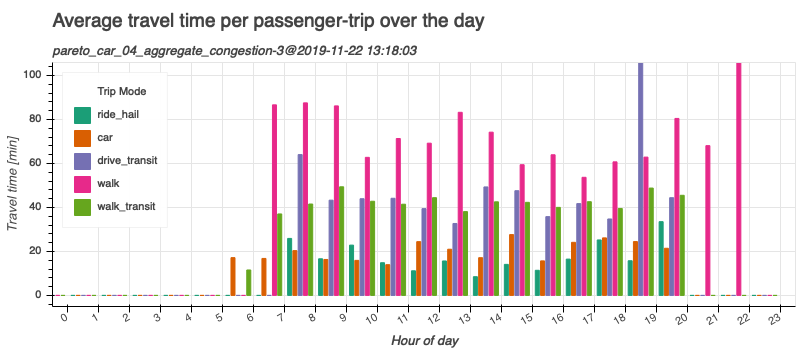 Average travel time per passenger-trip over the day
pareto_car_04_aggregate_congestion-3@2019-11-22 13:18:03
Trip Mode
ride_hail
car
drive_transit
walk
walk_transit
Travel time [min]
100
80
60
40
20
0
0 1 2 3 4 5 6 7 8 9 10 11 12 13 14 15 16 17 18 19 20 21 22 23
Hour of day